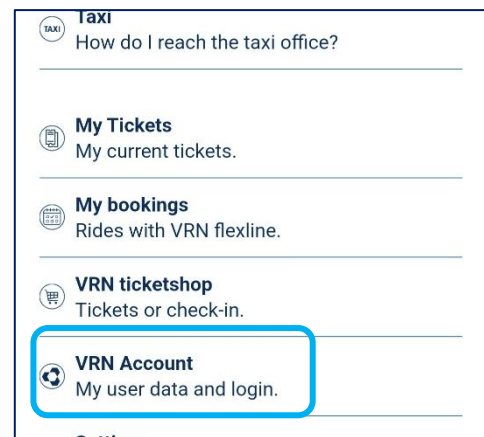 TAXI
Taxi
How do I reach the taxi office?
My Tickets
My current tickets.
My bookings
Rides with VRN flexline.
VRN ticketshop
Tickets or check-in.
VRN Account
My user data and login.